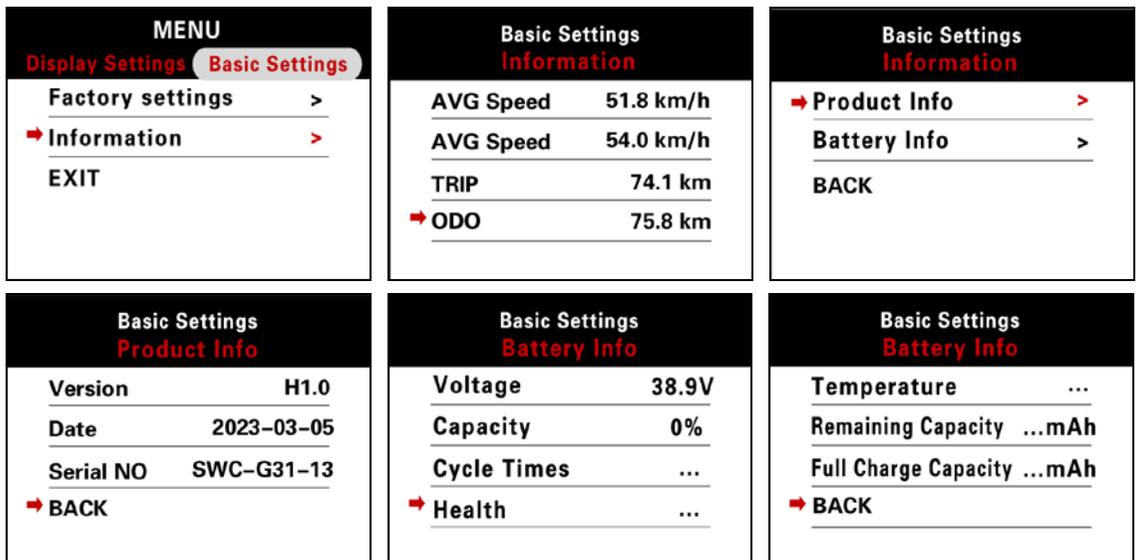 MENU
Display Settings Basic Settings
Factory settings >
Information >
EXIT
Basic Settings
Information
AVG Speed 51.8 km/h
AVG Speed 54.0 km/h
TRIP 74.1 km
ODO 75.8 km
Basic Settings
Information
Product Info >
Battery Info >
BACK
Basic Settings
Product Info
Version H1.0
Date 2023-03-05
Serial NO SWC-G31-13
BACK
Basic Settings
Battery Info
Voltage 38.9V
Capacity 0%
Cycle Times ...
Health ...
Basic Settings
Battery Info
Temperature ...
Remaining Capacity ...mAh
Full Charge Capacity ...mAh
BACK